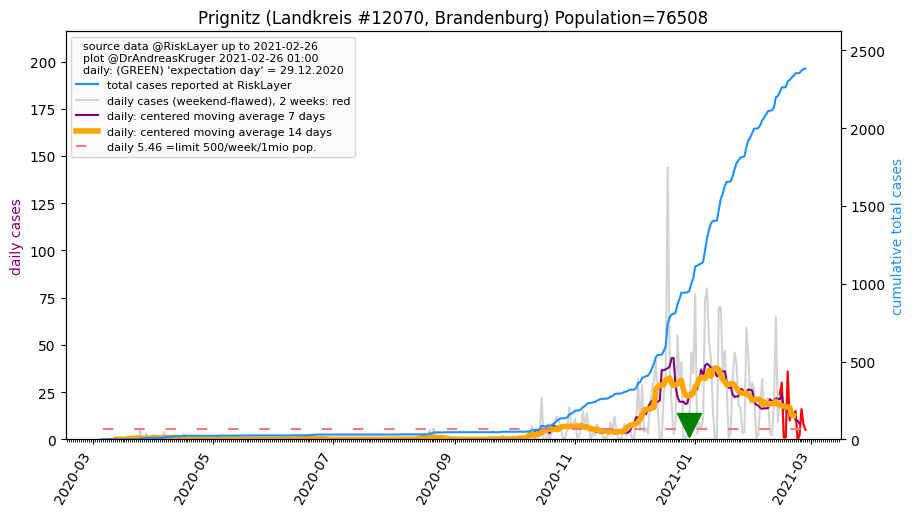 Prignitz (Landkreis #12070, Brandenburg) Population=76508
source data @RiskLayer up to 2021-02-26
plot @DrAndreasKruger 2021-02-26 01:00
daily: (GREEN) 'expectation day' = 29.12.2020
total cases reported at RiskLayer
daily cases (weekend-flawed), 2 weeks: red
daily: centered moving average 7 days
daily: centered moving average 14 days
daily 5.46 =limit 500/week/1mio pop.
daily cases
200
175
150
125
100
75
50
25
0
2500
2000
1500
1000
500
0
cumulative total cases
2020-03
2020-05
2020-07
2020-09
2020-11
2021-01
2021-03